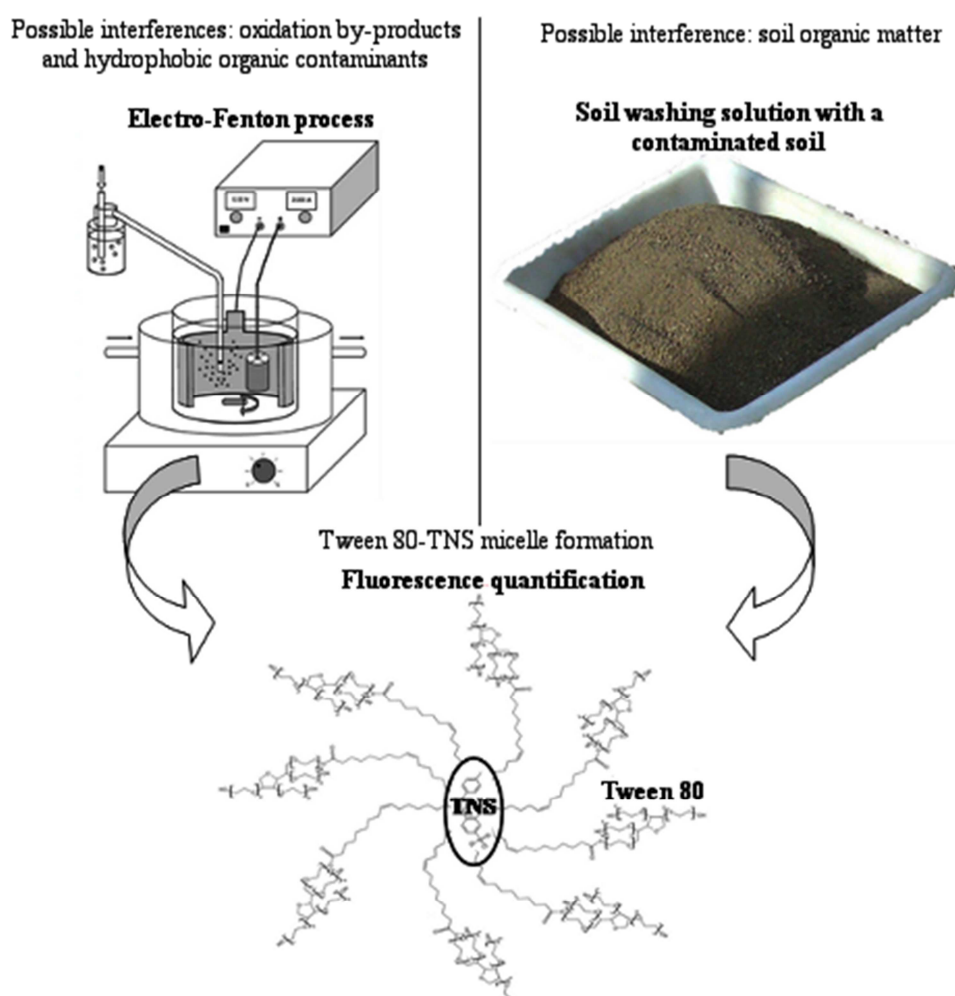 Possible interferences: oxidation by-products
and hydrophobic organic contaminants
Electro-Fenton process
Possible interference: soil organic matter
Soil washing solution with a
contaminated soil
Tween 80-TNS micelle formation
Fluorescence quantification
TNS
Tween 80